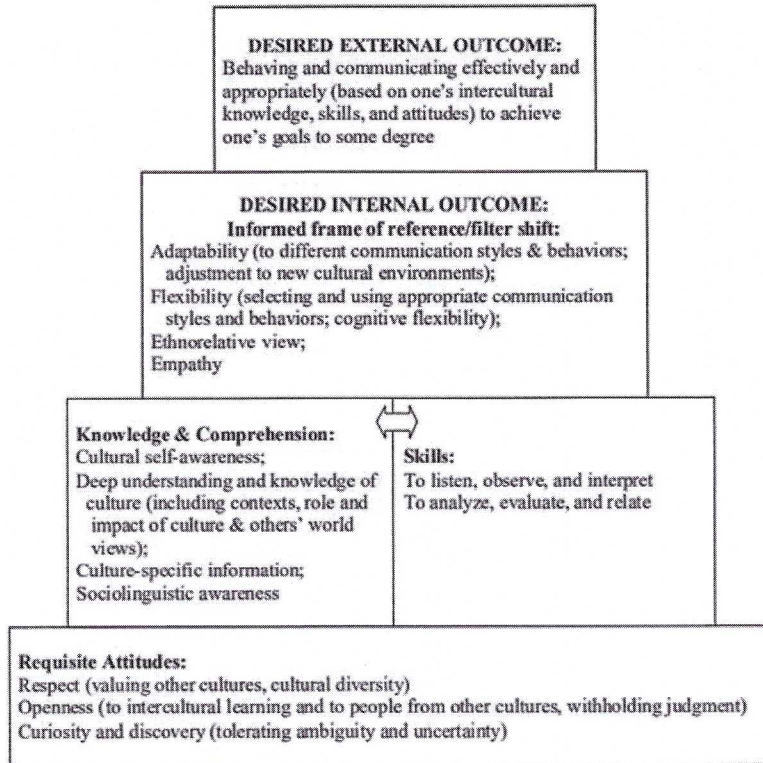 DESIRED EXTERNAL OUTCOME:
Behaving and communicating effectively and
appropriately (based on one's intercultural
knowledge, skills, and attitudes) to achieve
one's goals to some degree
DESIRED INTERNAL OUTCOME:
Informed frame of reference/filter shift:
Adaptability (to different communication styles & behaviors;
adjustment to new cultural environments);
Flexibility (selecting and using appropriate communication
styles and behaviors; cognitive flexibility);
Ethnorelative view;
Empathy
Knowledge & Comprehension:
Cultural self-awareness;
Deep understanding and knowledge of
culture (including contexts, role and
impact of culture & others' world
views);
Culture-specific information;
Sociolinguistic awareness
Skills:
To listen, observe, and interpret
To analyze, evaluate, and relate
Requisite Attitudes:
Respect (valuing other cultures, cultural diversity)
Openness (to intercultural learning and to people from other cultures, withholding judgment)
Curiosity and discovery (tolerating ambiguity and uncertainty)